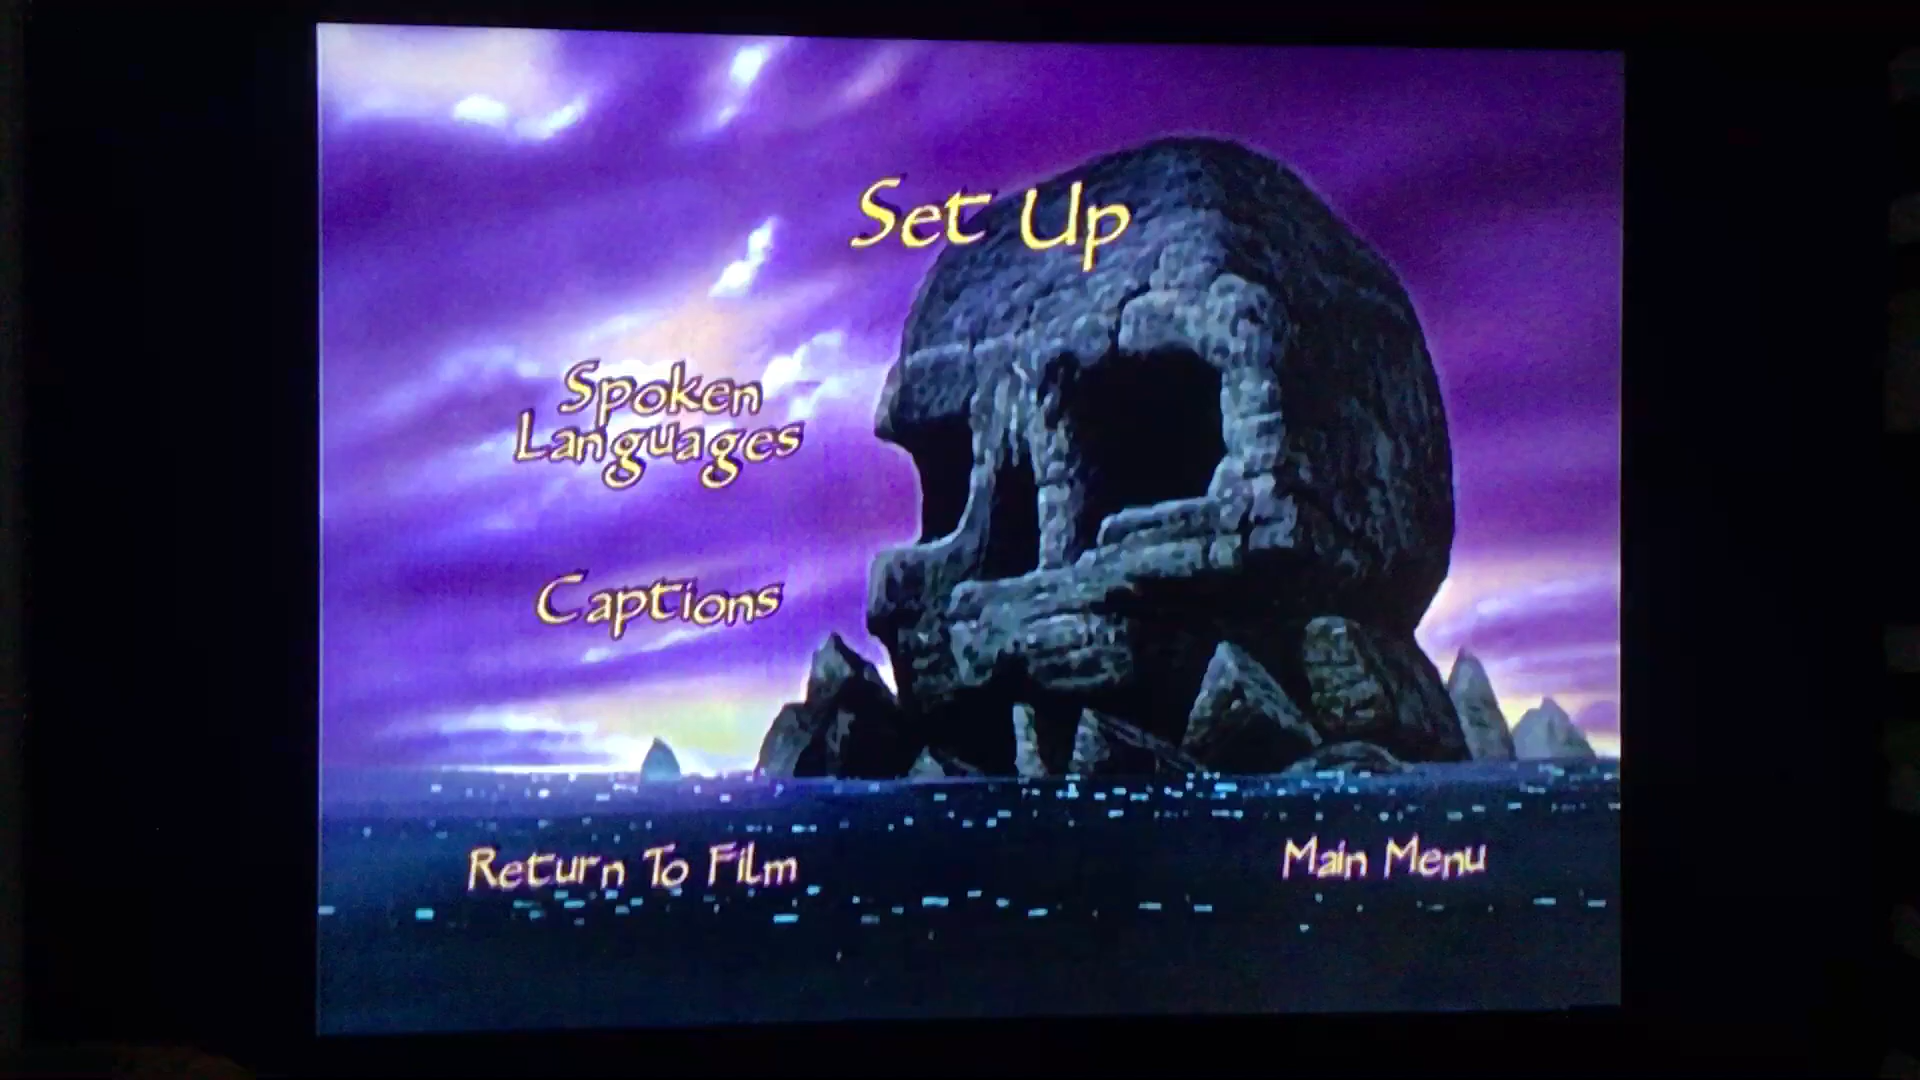 Set Up
Spoken
Languages
Captions
Return To Film
Main Menu